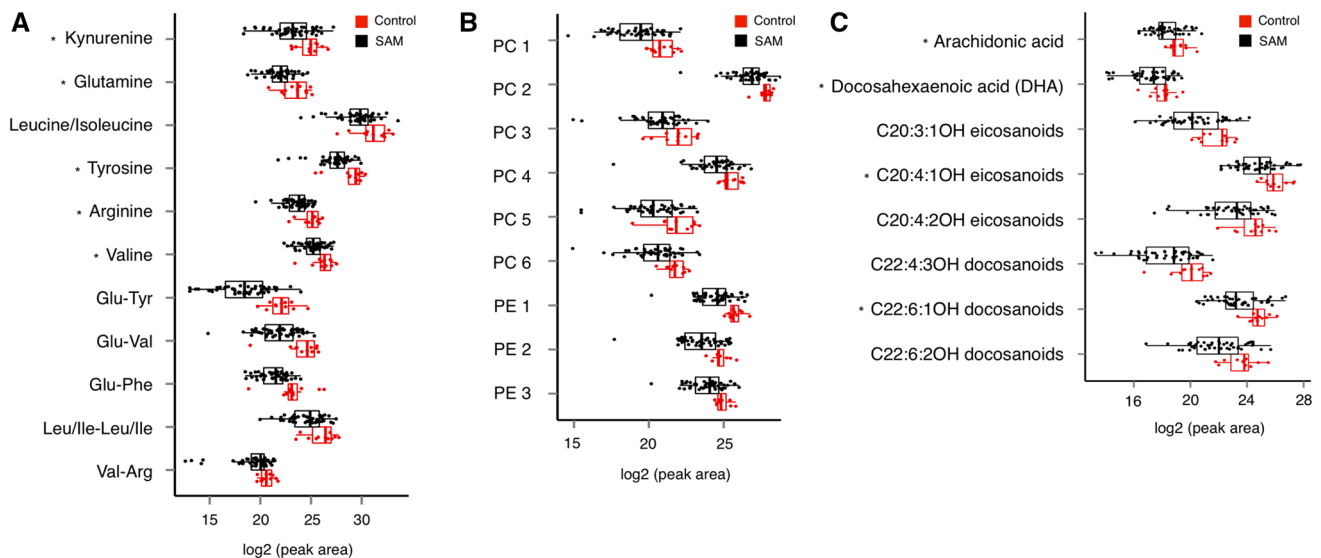 A
Control
SAM
* Kynurenine
* Glutamine
Leucine/Isoleucine
* Tyrosine
* Arginine
* Valine
Glu-Tyr
Glu-Val
Glu-Phe
Leu/Ile-Leu/Ile
Val-Arg
15 20 25 30
log2 (peak area)
B
Control
SAM
PC 1
PC 2
PC 3
PC 4
PC 5
PC 6
PE 1
PE 2
PE 3
15 20 25
log2 (peak area)
C
Control
SAM
* Arachidonic acid
* Docosahexaenoic acid (DHA)
C20:3:1OH eicosanoids
* C20:4:1OH eicosanoids
C20:4:2OH eicosanoids
C22:4:3OH docosanoids
* C22:6:1OH docosanoids
C22:6:2OH docosanoids
16 20 24 28
log2 (peak area)